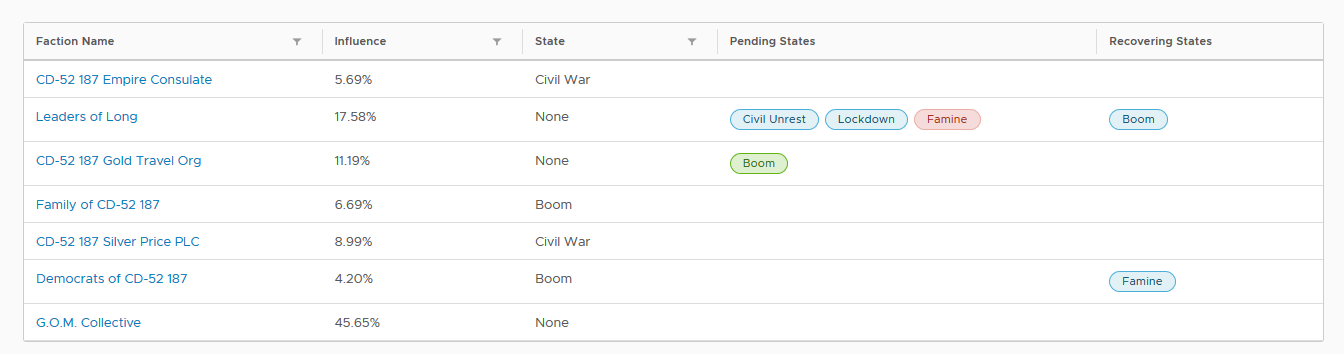 Faction Name Influence State Pending States Recovering States
CD-52 187 Empire Consulate 5.69% Civil War
Leaders of Long 17.58% None Civil Unrest Lockdown Famine Boom
CD-52 187 Gold Travel Org 11.19% None Boom
Family of CD-52 187 6.69% Boom
CD-52 187 Silver Price PLC 8.99% Civil War
Democrats of CD-52 187 4.20% Boom Famine
G.O.M. Collective 45.65% None